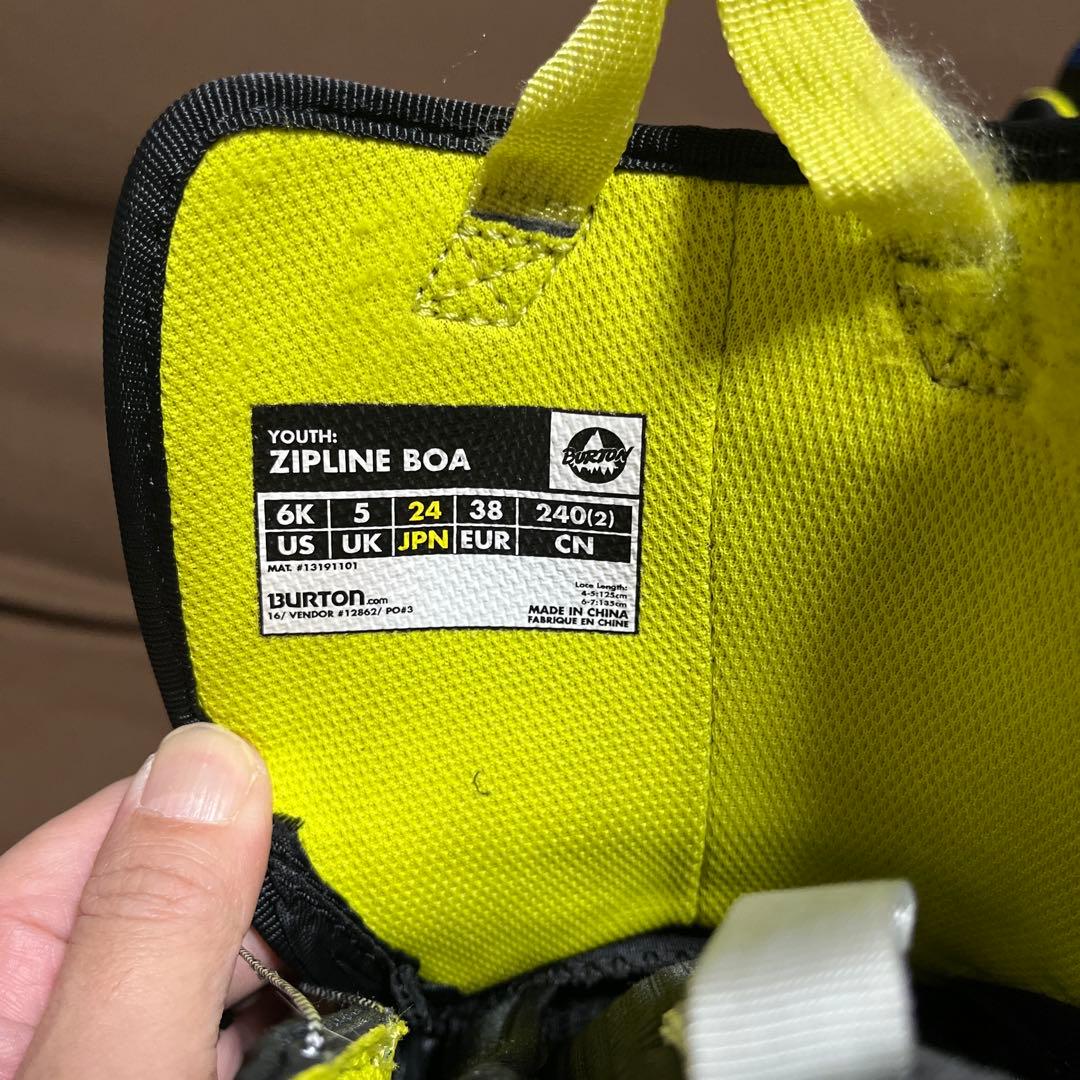 YOUTH:
ZIPLINE BOA
BURTON
6K 5 24 38 240(2)
US UK JPN EUR CN
MAT. #13191101
BURTON.com
16/ VENDOR #12862/ PO#3
Lace Length:
4-5:125cm
6-7:135cm
MADE IN CHINA
FABRIQUE EN CHINE